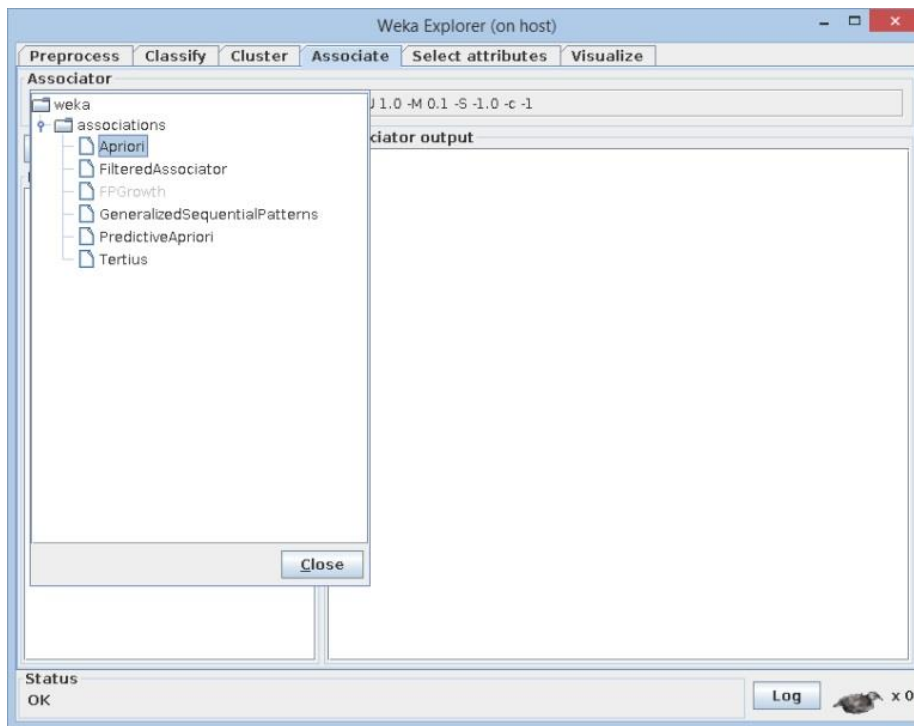 Weka Explorer (on host)
Preprocess Classify Cluster Associate Select attributes Visualize
Associator
weka
1.0 -M 0.1 -S -1.0 -c -1
associations
ciator output
Apriori
FilteredAssociator
FPGrowth
GeneralizedSequentialPatterns
PredictiveApriori
Tertius
Close
Status
OK
Log
x 0